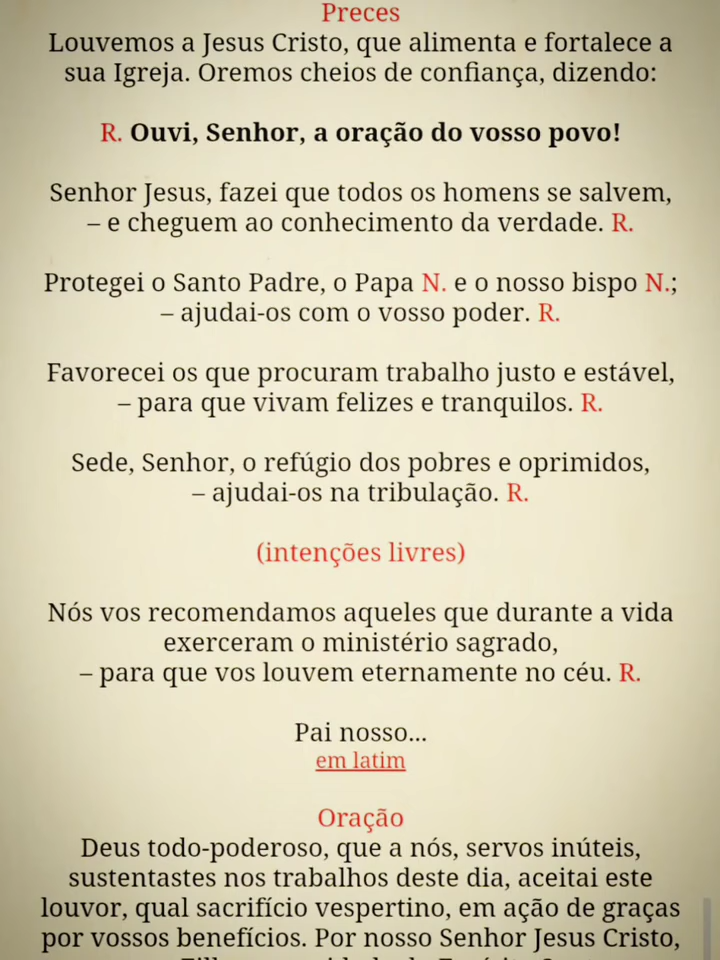 Preces
Louvemos a Jesus Cristo, que alimenta e fortalece a
sua Igreja. Oremos cheios de confiança, dizendo:
R. Ouvi, Senhor, a oração do vosso povo!
Senhor Jesus, fazei que todos os homens se salvem,
– e cheguem ao conhecimento da verdade. R.
Protegei o Santo Padre, o Papa N. e o nosso bispo N.;
– ajudai-os com o vosso poder. R.
Favorecei os que procuram trabalho justo e estável,
– para que vivam felizes e tranquilos. R.
Sede, Senhor, o refúgio dos pobres e oprimidos,
– ajudai-os na tribulação. R.
(intenções livres)
Nós vos recomendamos aqueles que durante a vida
exerceram o ministério sagrado,
– para que vos louvem eternamente no céu. R.
Pai nosso...
em latim
Oração
Deus todo-poderoso, que a nós, servos inúteis,
sustentastes nos trabalhos deste dia, aceitai este
louvor, qual sacrifício vespertino, em ação de graças
por vossos benefícios. Por nosso Senhor Jesus Cristo,